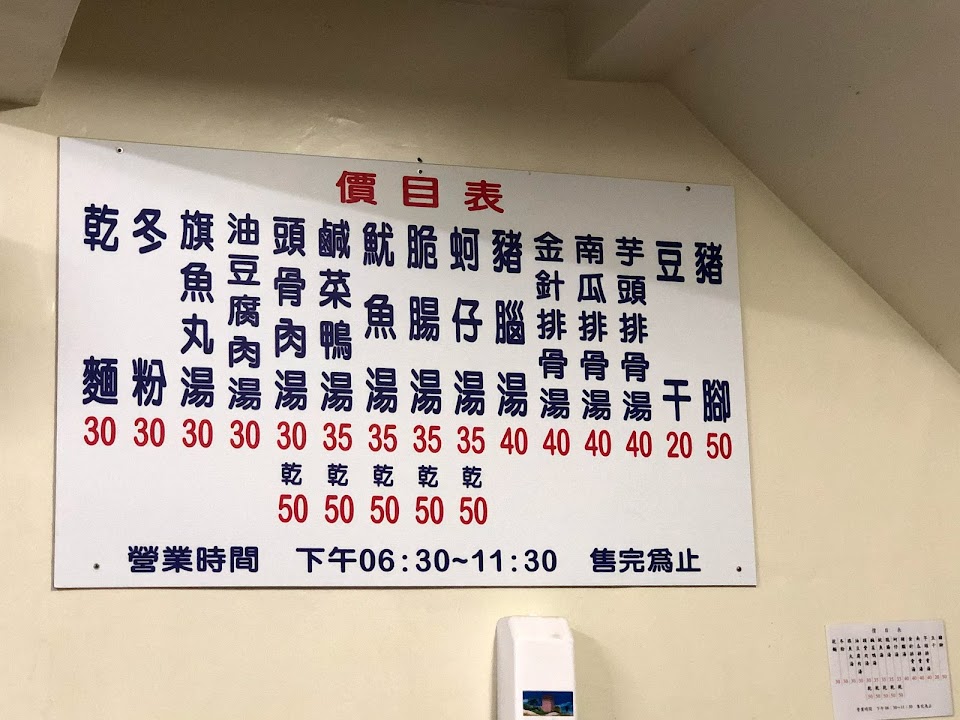 價目表
乾麵 30
冬粉 30
旗魚丸湯 30
油豆腐肉湯 30
頭骨肉湯 30 乾 50
鹹菜鴨湯 35 乾 50
魷魚湯 35 乾 50
脆腸湯 35 乾 50
蚵仔湯 35 乾 50
豬腦湯 40
金針排骨湯 40
南瓜排骨湯 40
芋頭排骨湯 40
豆干 20
豬腳 50
營業時間 下午06:30~11:30 售完為止